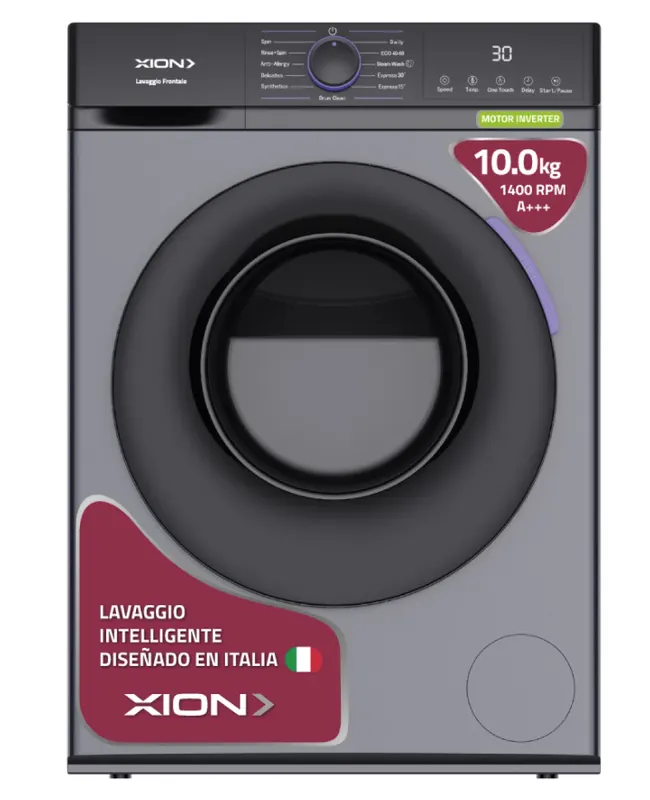 XION
Lavaggio Frontale
Spin
Rinse+Spin
Anti-Allergy
Delicates
Synthetics
Daily
ECO 40-60
Steam Wash
Express 30'
Express 15'
Drum Clean
30
Speed
Temp.
One Touch
Delay
Start/Pause
MOTOR INVERTER
10.0kg
1400 RPM
A+++
LAVAGGIO
INTELLIGENTE
DISEÑADO EN ITALIA
XION